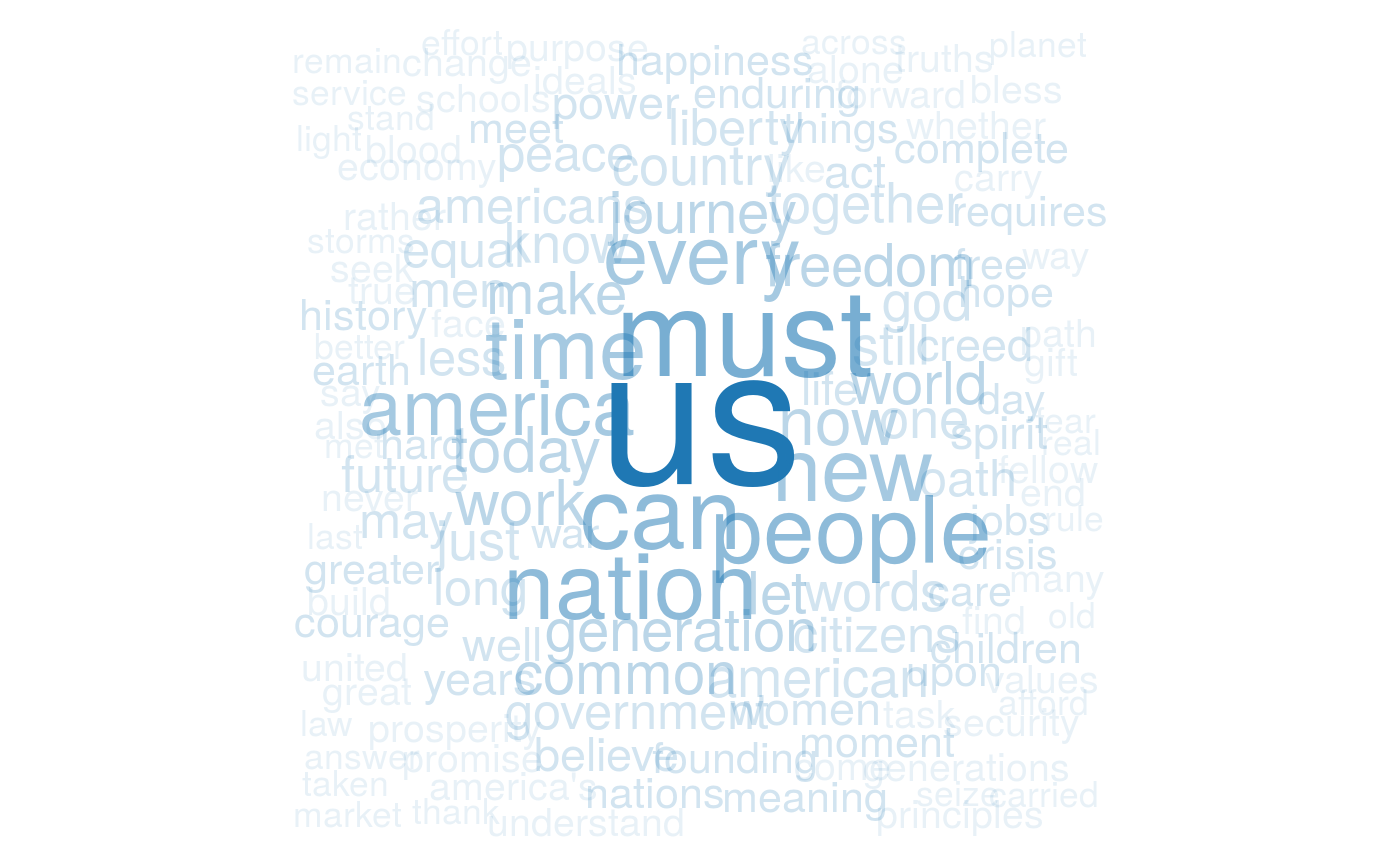 effort purpose across planet
remain change happiness alone truths
service schools ideals power enduring forward bless
stand light blood meet liberty things whether
economy peace country like act complete carry
rather americans journey together requires
storms equal know every freedom free way
seek true men make god hope
history face time must still creed path
better earth less life world gift
say america us day
also met hard today now one spirit fear real
future new oath fellow
never work can end
last may just war people jobs rule
greater long nation crisis many
build let words care
courage well generation citizens find old
united years common american upon children values
great government women task afford
law prosperity believe founding moment security
answer promise come generations
taken america's nations meaning seize carried
market thank understand principles